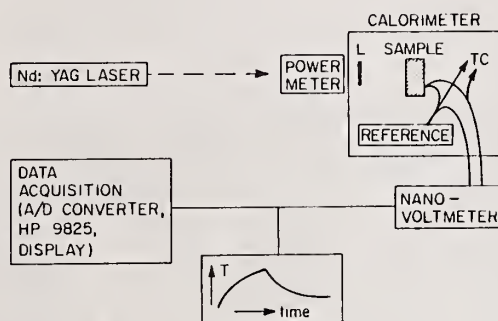 CALORIMETER
Nd: YAG LASER
POWER
METER
L
SAMPLE
TC
REFERENCE
DATA
ACQUISITION
(A/D CONVERTER,
HP 9825,
DISPLAY)
NANO-
VOLTMETER
T
time